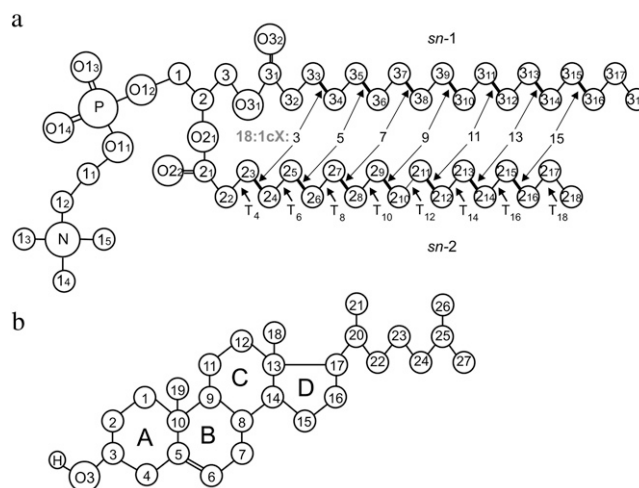 a
O3₂ sn-1
O1₃ 1 3 3₁ 3₃ 3₅ 3₇ 3₉ 3₁₁ 3₁₃ 3₁₅ 3₁₇
P O1₂ 2 O3₁ 3₂ 3₄ 3₆ 3₈ 3₁₀ 3₁₂ 3₁₄ 3₁₆
O1₄ O1₁ O2₁ 18:1cX: 3 5 7 9 11 13 15
1₁ O2₂ 2₁ 2₃ 2₅ 2₇ 2₉ 2₁₁ 2₁₃ 2₁₅ 2₁₇
1₂ 2₂ 2₄ 2₆ 2₈ 2₁₀ 2₁₂ 2₁₄ 2₁₆ 2₁₈
T₄ T₆ T₈ T₁₀ T₁₂ T₁₄ T₁₆ T₁₈
1₃ N 1₅ sn-2
1₄
b
21 26
18 20 23 25
12 22 24 27
11 C 13 17
1 19 9 14 D 16
2 10 8 15
A B
3 5 7
H O3 4 6